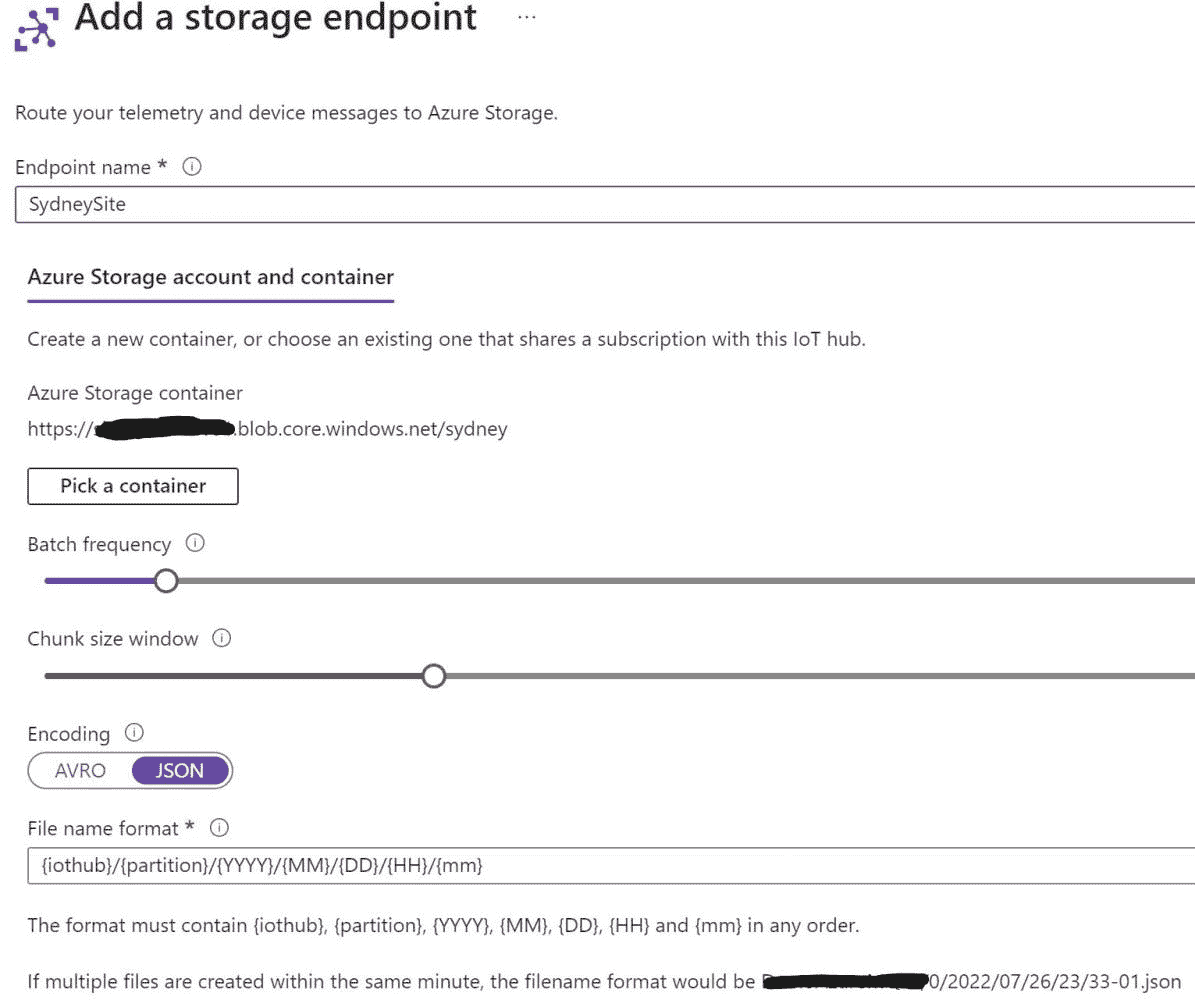 Add a storage endpoint ...
Route your telemetry and device messages to Azure Storage.
Endpoint name *
SydneySite
Azure Storage account and container
Create a new container, or choose an existing one that shares a subscription with this IoT hub.
Azure Storage container
https://.blob.core.windows.net/sydney
Pick a container
Batch frequency
Chunk size window
Encoding
AVRO JSON
File name format *
{iothub}/{partition}/{YYYY}/{MM}/{DD}/{HH}/{mm}
The format must contain {iothub}, {partition}, {YYYY}, {MM}, {DD}, {HH} and {mm} in any order.
If multiple files are created within the same minute, the filename format would be 0/2022/07/26/23/33-01.json